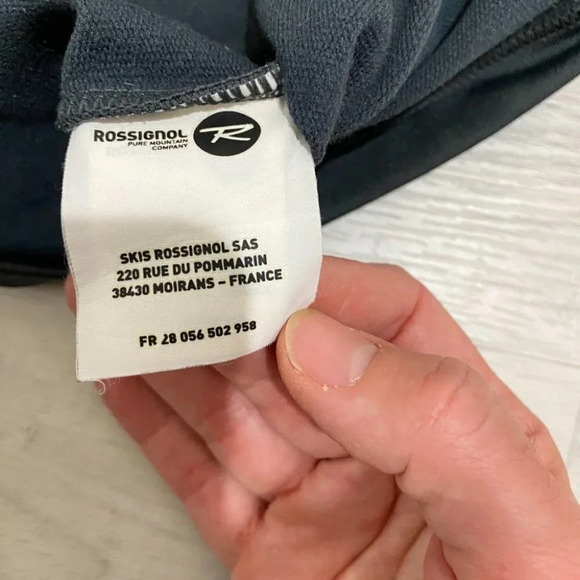 ROSSIGNOL R
PURE MOUNTAIN
COMPANY
SKIS ROSSIGNOL SAS
220 RUE DU POMMARIN
38430 MOIRANS – FRANCE
FR 28 056 502 958